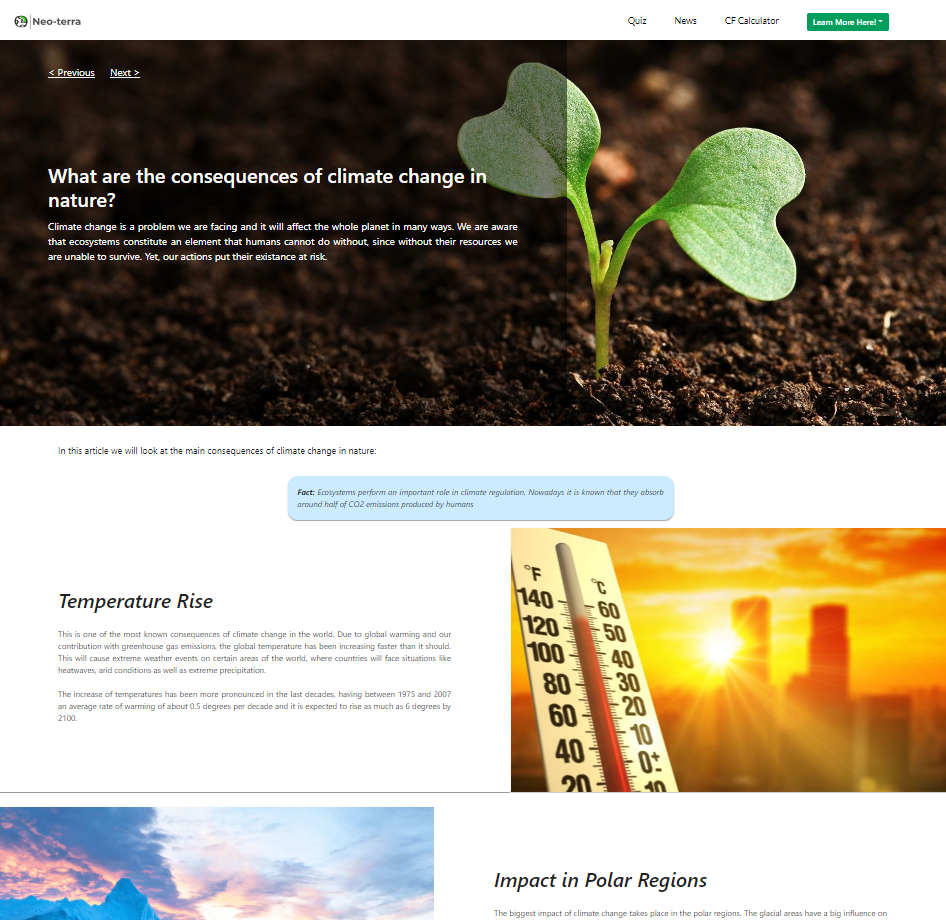 Neo-terra
Quiz
News
CF Calculator
Learn More Here!
< Previous
Next >
What are the consequences of climate change in
nature?
Climate change is a problem we are facing and it will affect the whole planet in many ways. We are aware
that ecosystems constitute an element that humans cannot do without, since without their resources we
are unable to survive. Yet, our actions put their existance at risk.
In this article we will look at the main consequences of climate change in nature:
Fact: Ecosystems perform an important role in climate regulation. Nowadays it is known that they absorb
around half of CO2 emissions produced by humans
Temperature Rise
This is one of the most known consequences of climate change in the world. Due to global warming and our
contribution with greenhouse gas emissions, the global temperature has been increasing faster than it should.
This will cause extreme weather events on certain areas of the world, where countries will face situations like
heatwaves, arid conditions as well as extreme precipitation.
The increase of temperatures has been more pronounced in the last decades, having between 1975 and 2007
an average rate of warming of about 0.5 degrees per decade and it is expected to rise as much as 6 degrees by
2100.
°F
°C
140
60
120
50
100
40
80
30
60
20
10
40
0
20
10
Impact in Polar Regions
The biggest impact of climate change takes place in the polar regions. The glacial areas have a big influence on